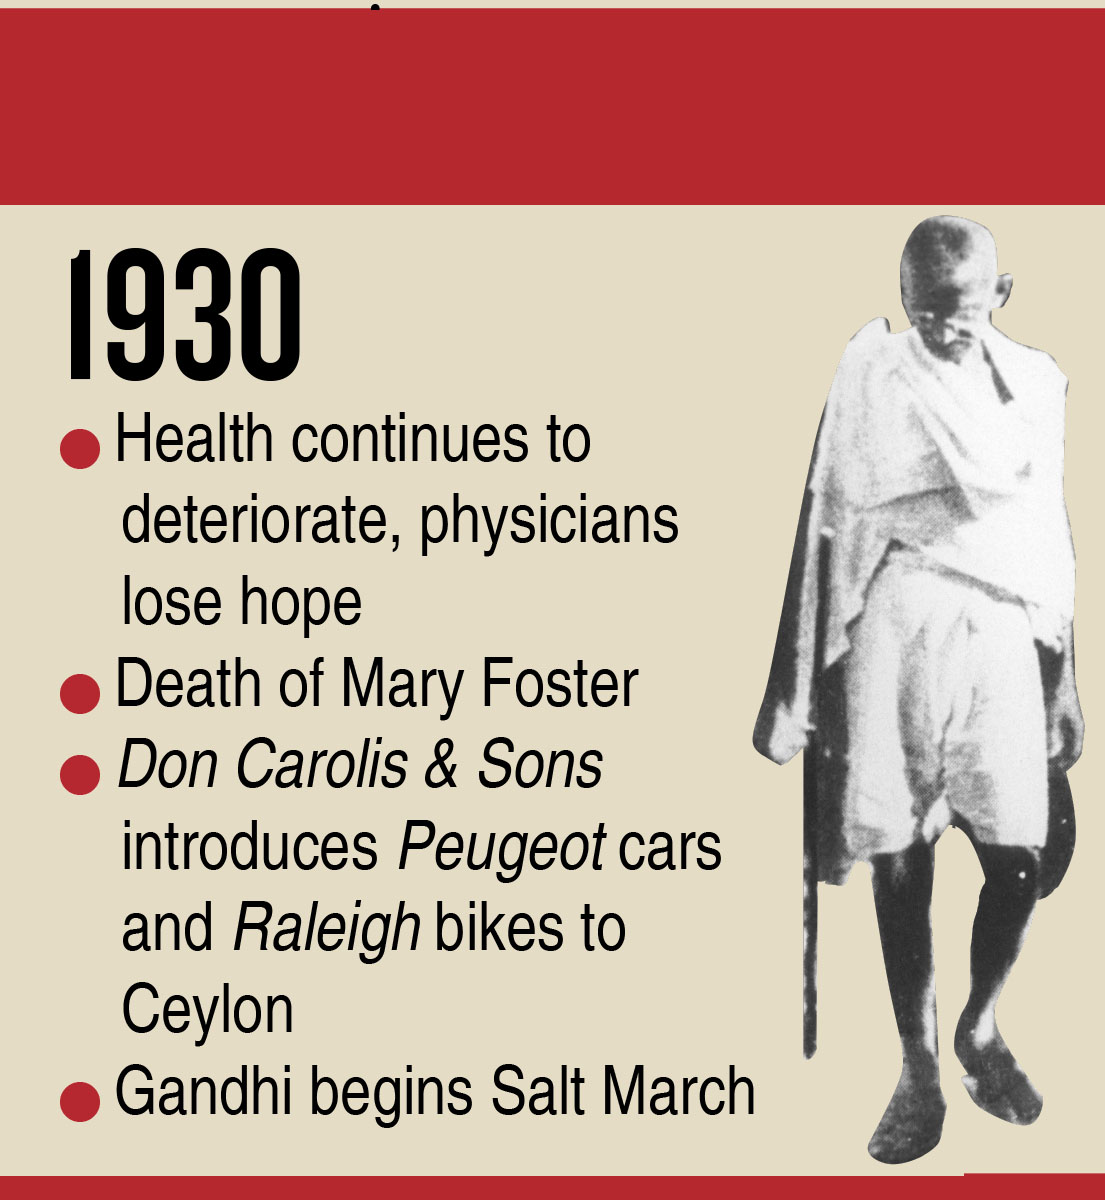 1930
Health continues to
deteriorate, physicians
lose hope
Death of Mary Foster
Don Carolis & Sons
introduces Peugeot cars
and Raleigh bikes to
Ceylon
Gandhi begins Salt March